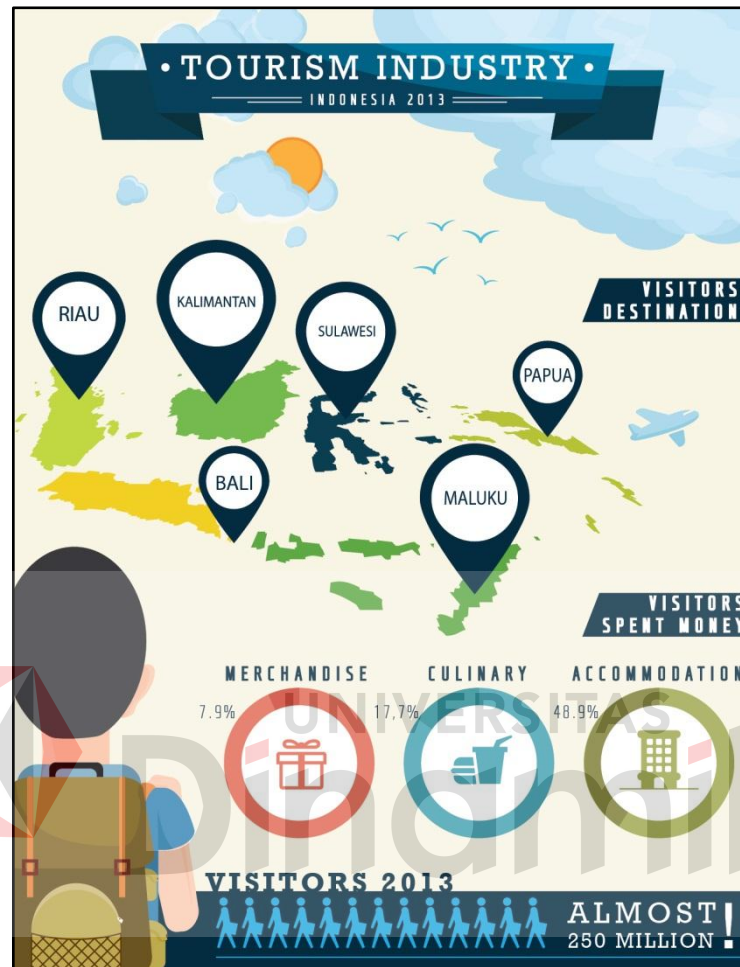 • TOURISM INDUSTRY •
INDONESIA 2013
VISITORS
DESTINATION
RIAU
KALIMANTAN
SULAWESI
PAPUA
BALI
MALUKU
VISITORS
SPENT MONEY
MERCHANDISE
CULINARY
ACCOMMODATION
7.9%
17,7%
48.9%
UNIVERSITAS
Dinami
VISITORS 2013
ALMOST!
250 MILLION